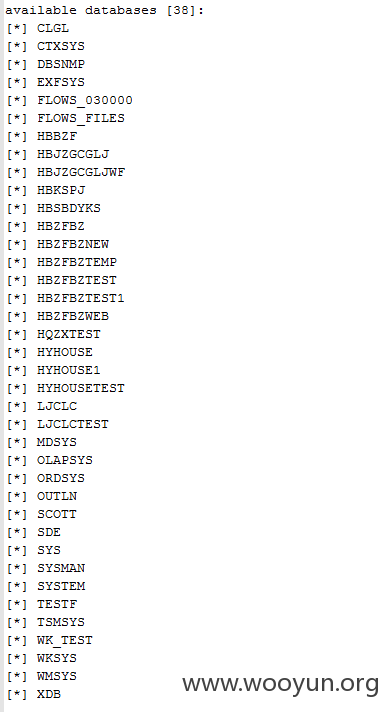 available databases [38]:
[*] CLGL
[*] CTXSYS
[*] DBSNMP
[*] EXFSYS
[*] FLOWS_030000
[*] FLOWS_FILES
[*] HBBZF
[*] HBJZGCGLJ
[*] HBJZGCGLJWF
[*] HBKSPJ
[*] HBSBDYKS
[*] HBZFBZ
[*] HBZFBZNEW
[*] HBZFBZTEMP
[*] HBZFBZTEST
[*] HBZFBZTEST1
[*] HBZFBZWEB
[*] HQZXTEST
[*] HYHOUSE
[*] HYHOUSE1
[*] HYHOUSETEST
[*] LJCLC
[*] LJCLCTEST
[*] MDSYS
[*] OLAPSYS
[*] ORDSYS
[*] OUTLN
[*] SCOTT
[*] SDE
[*] SYS
[*] SYSMAN
[*] SYSTEM
[*] TESTF
[*] TSMSYS
[*] WK_TEST
[*] WKSYS
[*] WMSYS
[*] XDB
www.wooyun.org